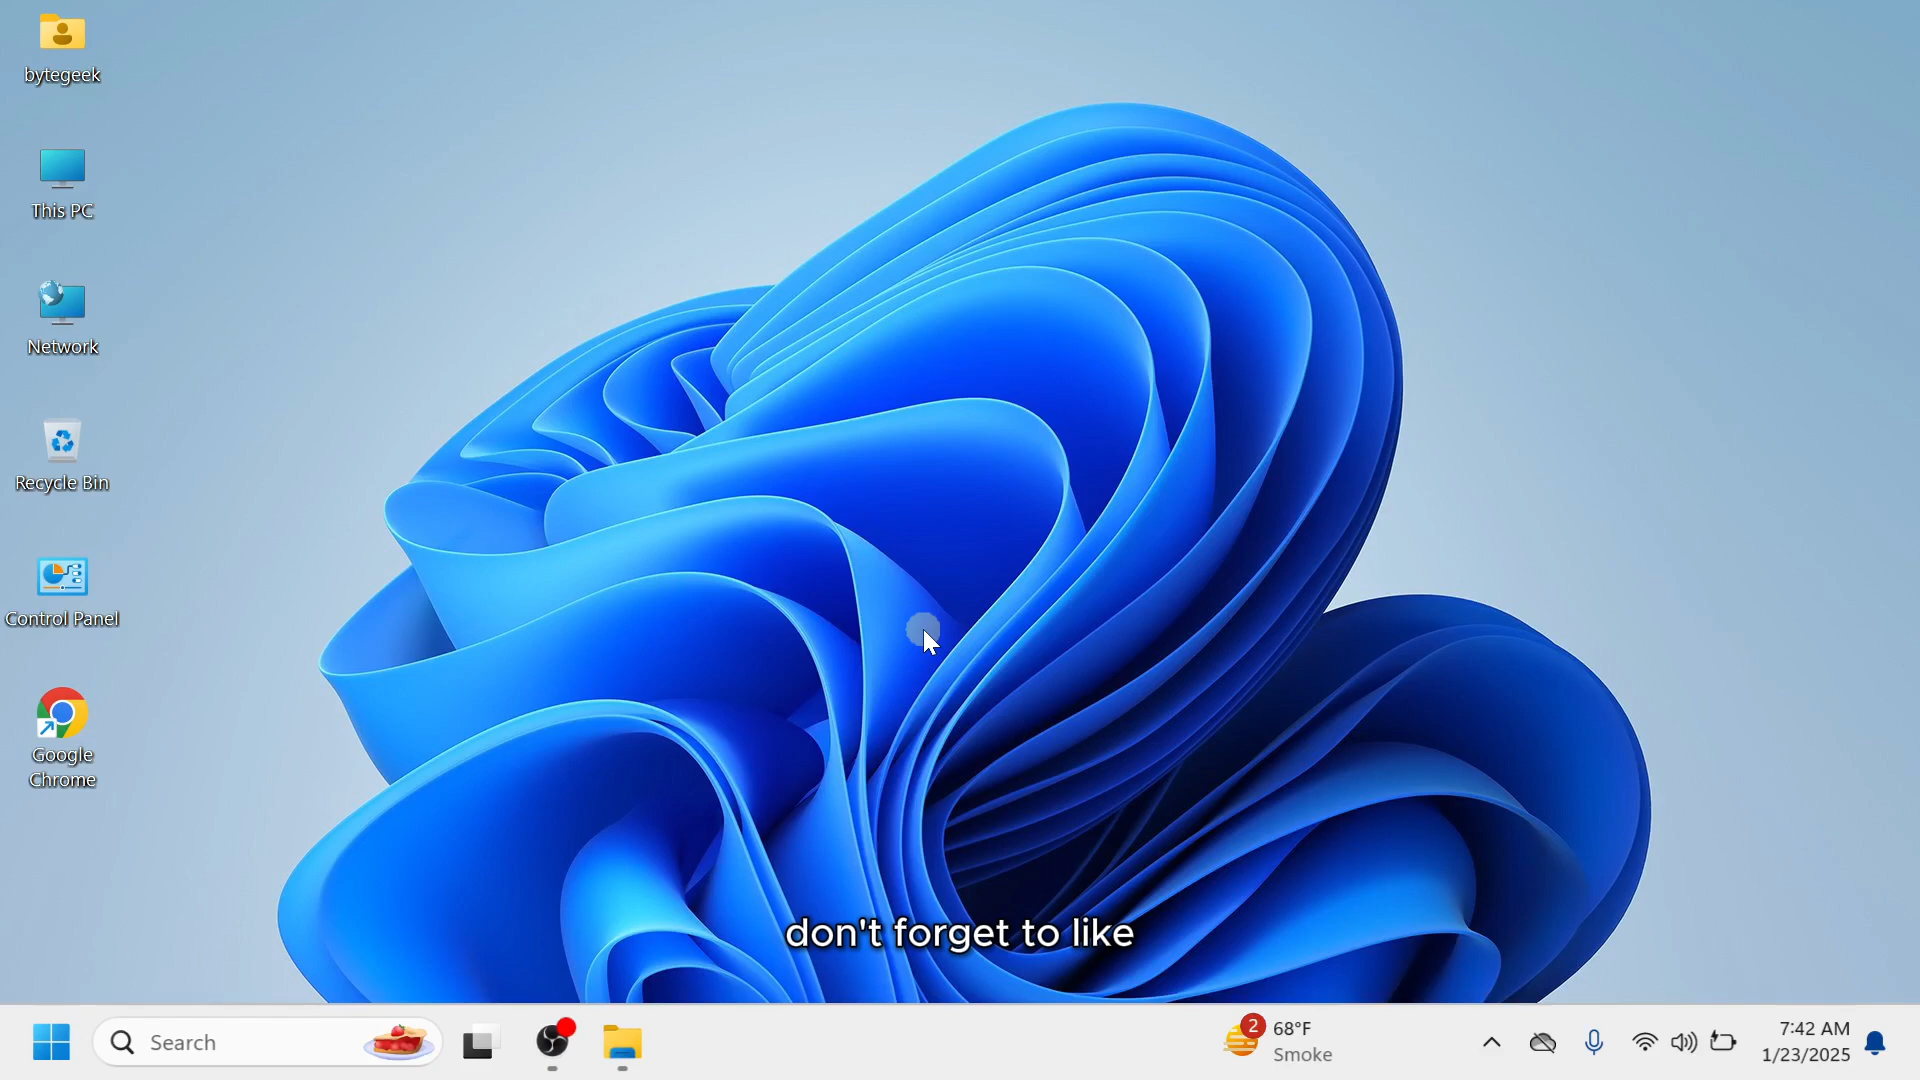 bytegeek
This PC
Network
Recycle Bin
Control Panel
Google
Chrome
don't forget to like
Search
2
68°F
Smoke
7:42 AM
1/23/2025